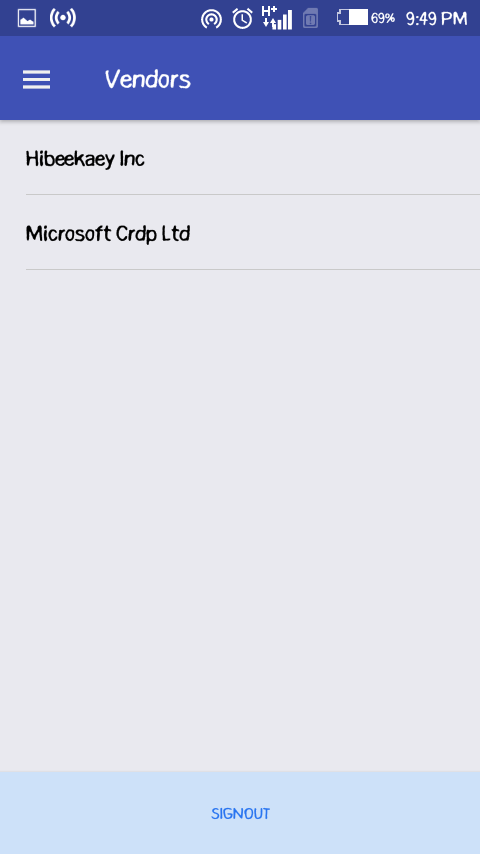 H+ 69% 9:49 PM
Vendors
Hibeekaey Inc
Microsoft Crdp Ltd
SIGNOUT